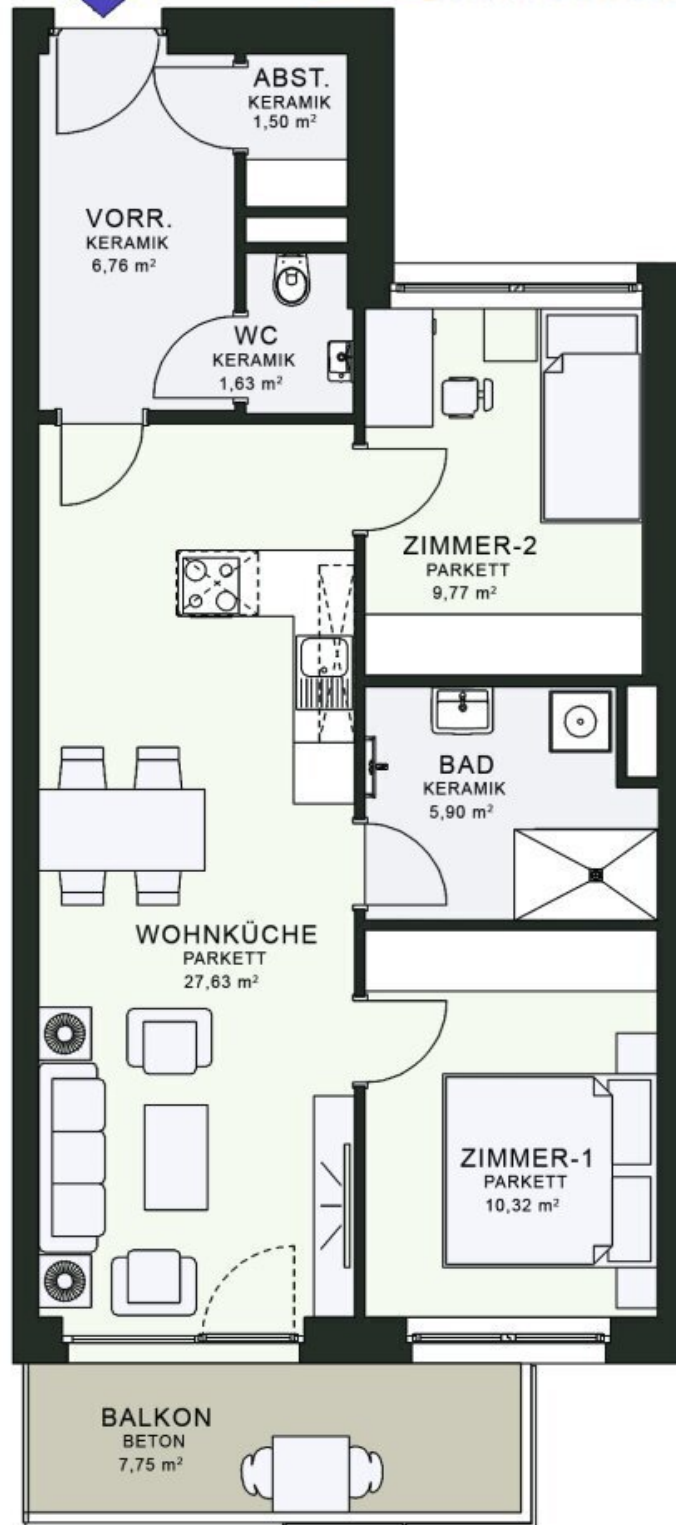 ABST.
KERAMIK
1,50 m²
VORR.
KERAMIK
6,76 m²
WC
KERAMIK
1,63 m²
ZIMMER-2
PARKETT
9,77 m²
BAD
KERAMIK
5,90 m²
WOHNKÜCHE
PARKETT
27,63 m²
ZIMMER-1
PARKETT
10,32 m²
BALKON
BETON
7,75 m²